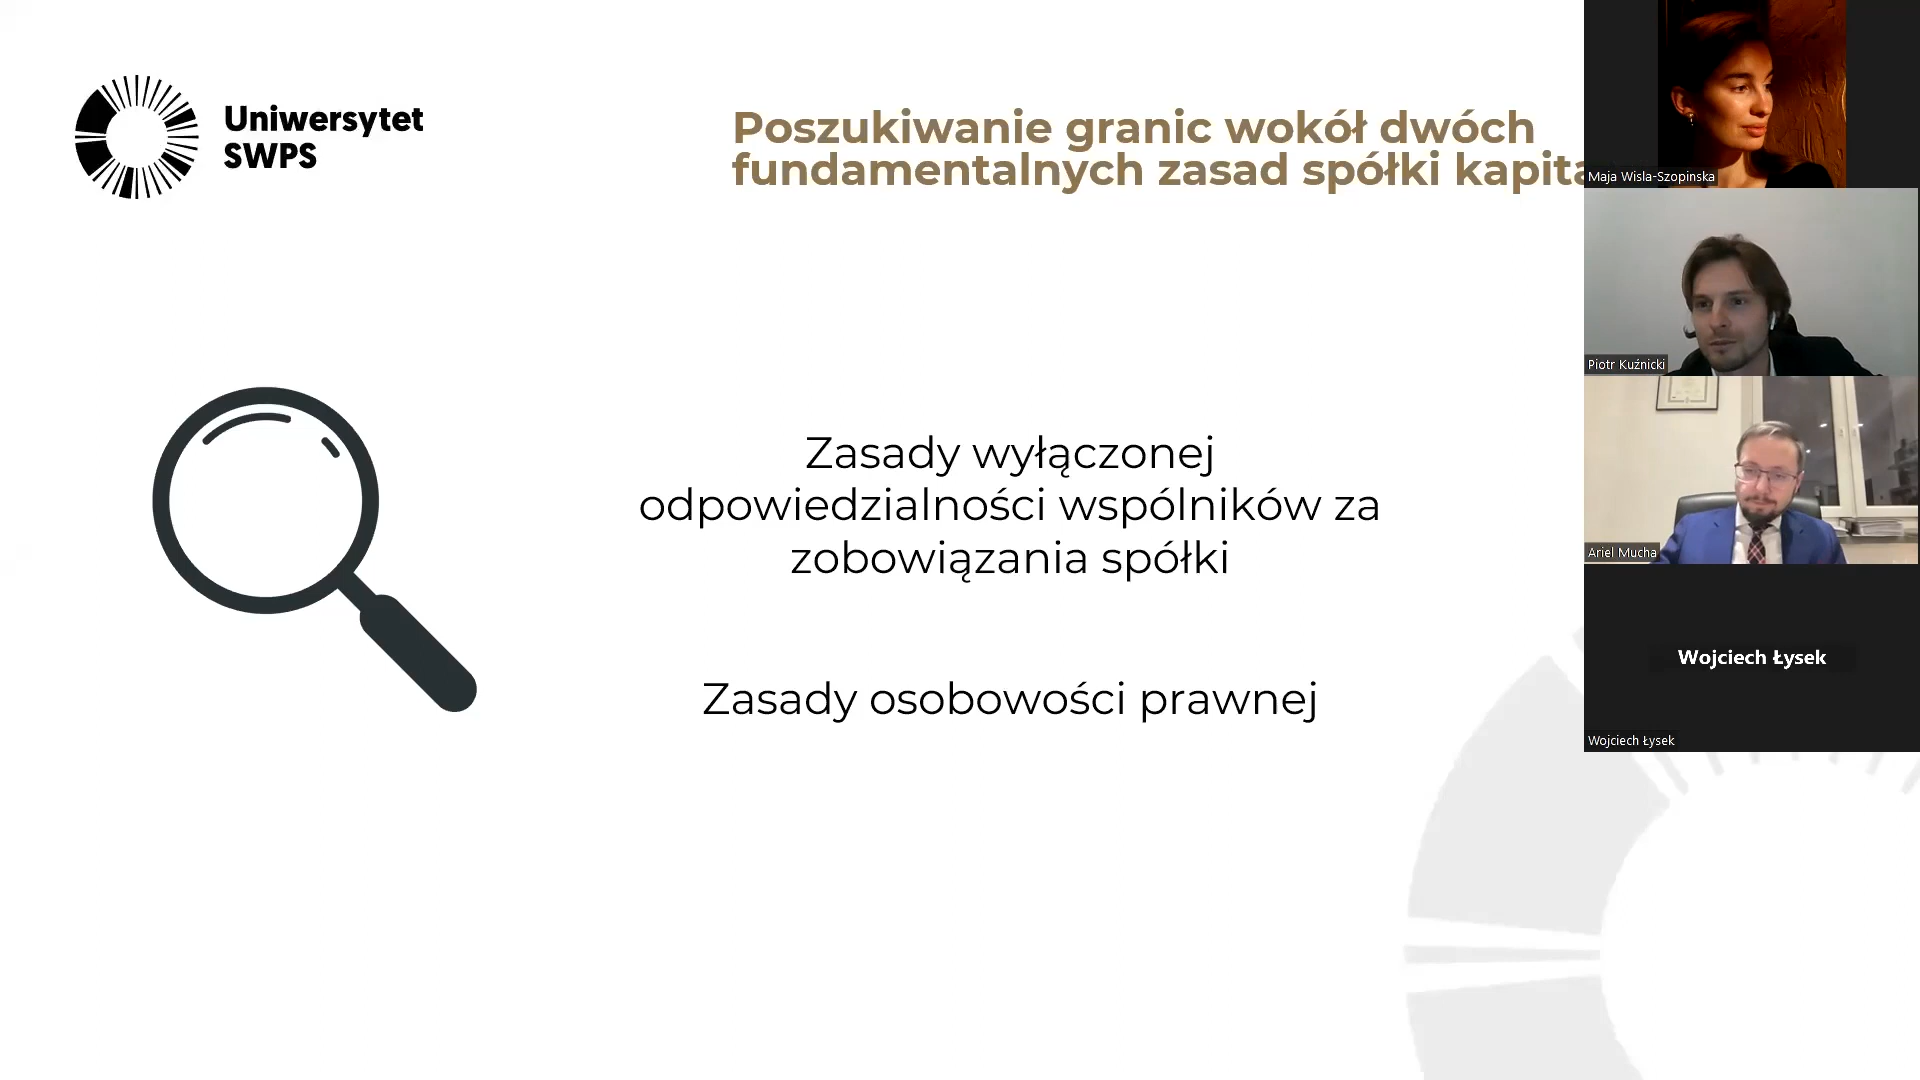 Uniwersytet
SWPS
Poszukiwanie granic wokół dwóch
fundamentalnych zasad spółki kapita
Zasady wyłączonej
odpowiedzialności wspólników za
zobowiązania spółki
Zasady osobowości prawnej
Maja Wisla-Szopinska
Piotr Kuźnicki
Ariel Mucha
Wojciech Łysek
Wojciech Łysek